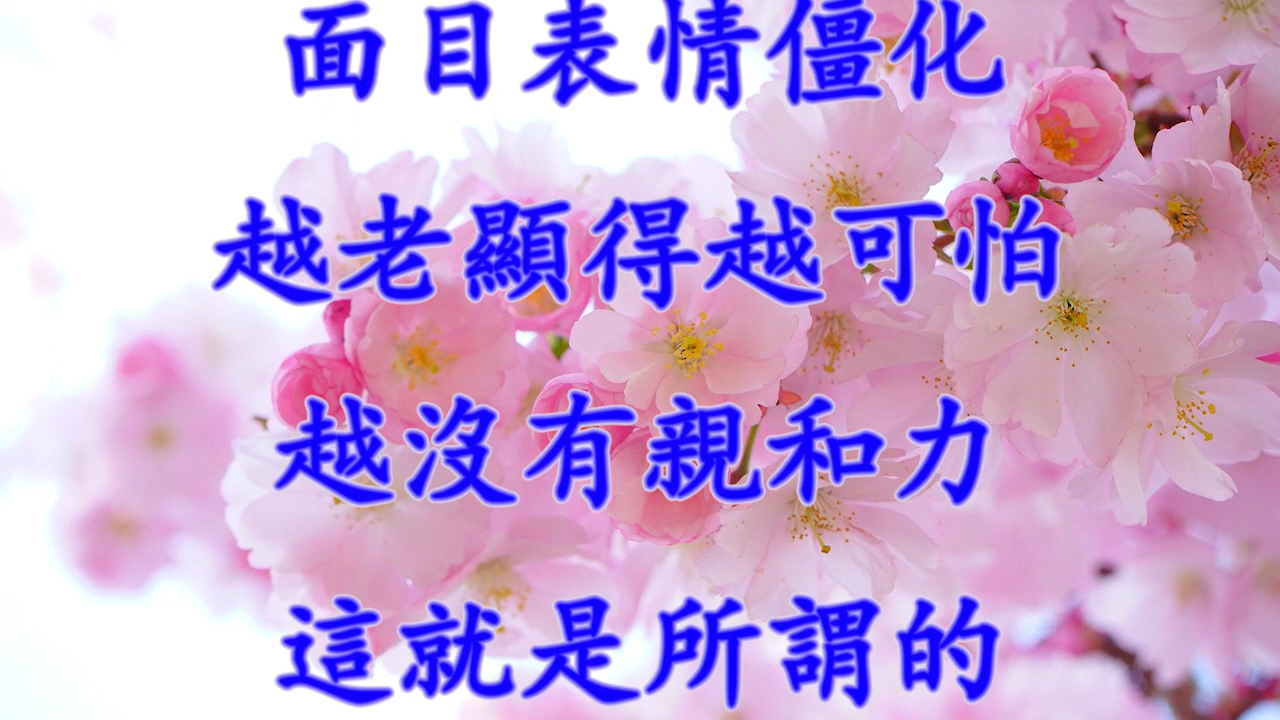 面目表情僵化
越老顯得越可怕
越沒有親和力
這就是所謂的